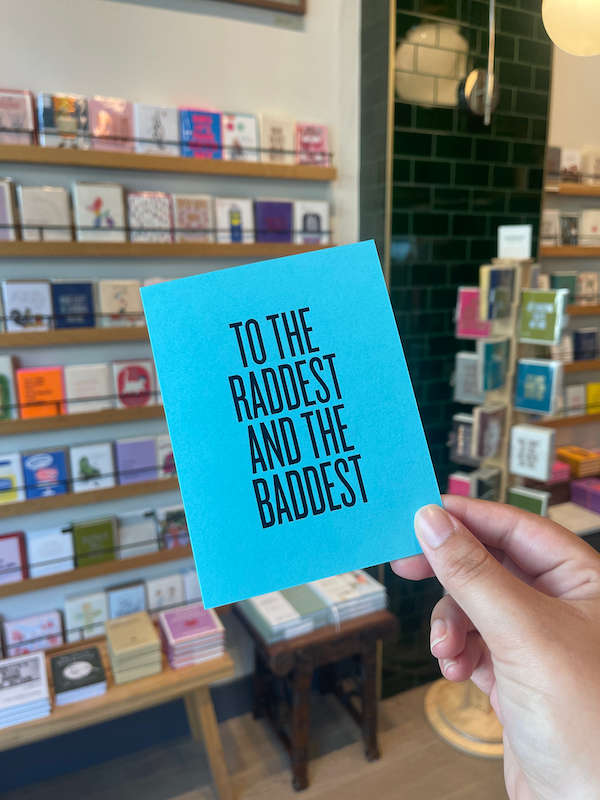 TO THE
RADDEST
AND THE
BADDEST